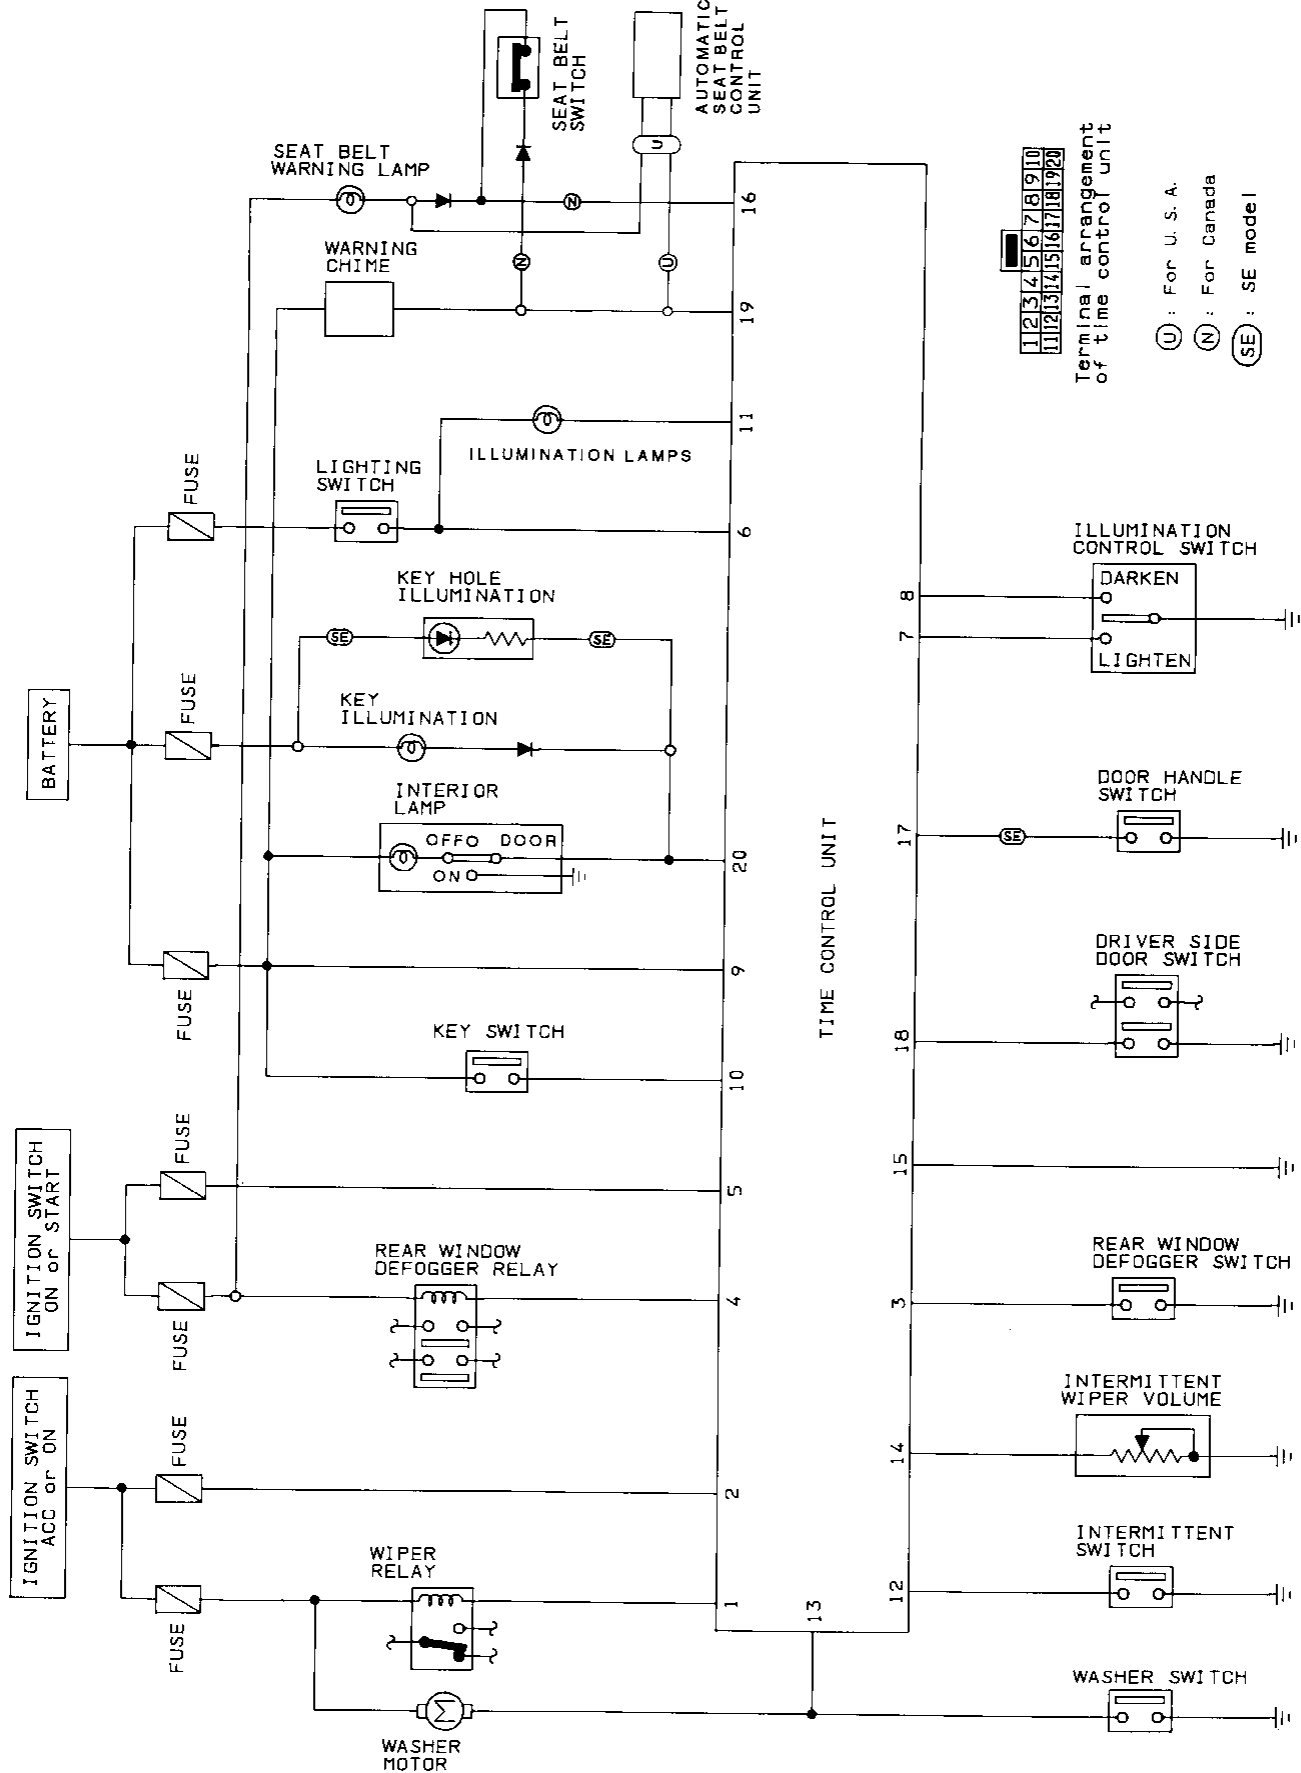 SEAT BELT
SWITCH
AUTOMATIC
SEAT BELT
CONTROL
UNIT
U
SEAT BELT
WARNING LAMP
N
16
WARNING
CHIME
N
U
19
1 2 3 4 5 6 7 8 9 10
11 12 13 14 15 16 17 18 19 20
Terminal arrangement
of time control unit
U : For U. S. A.
N : For Canada
SE : SE model
11
ILLUMINATION LAMPS
FUSE
LIGHTING
SWITCH
6
KEY HOLE
ILLUMINATION
SE
SE
ILLUMINATION
CONTROL SWITCH
DARKEN
LIGHTEN
8
7
BATTERY
FUSE
KEY
ILLUMINATION
INTERIOR
LAMP
OFF
DOOR
ON
20
DOOR HANDLE
SWITCH
17
SE
TIME CONTROL UNIT
FUSE
9
DRIVER SIDE
DOOR SWITCH
18
KEY SWITCH
10
IGNITION SWITCH
ON or START
FUSE
5
15
FUSE
REAR WINDOW
DEFOGGER RELAY
4
REAR WINDOW
DEFOGGER SWITCH
3
IGNITION SWITCH
ACC or ON
FUSE
2
INTERMITTENT
WIPER VOLUME
14
FUSE
WIPER
RELAY
1
13
INTERMITTENT
SWITCH
12
M
WASHER
MOTOR
WASHER SWITCH